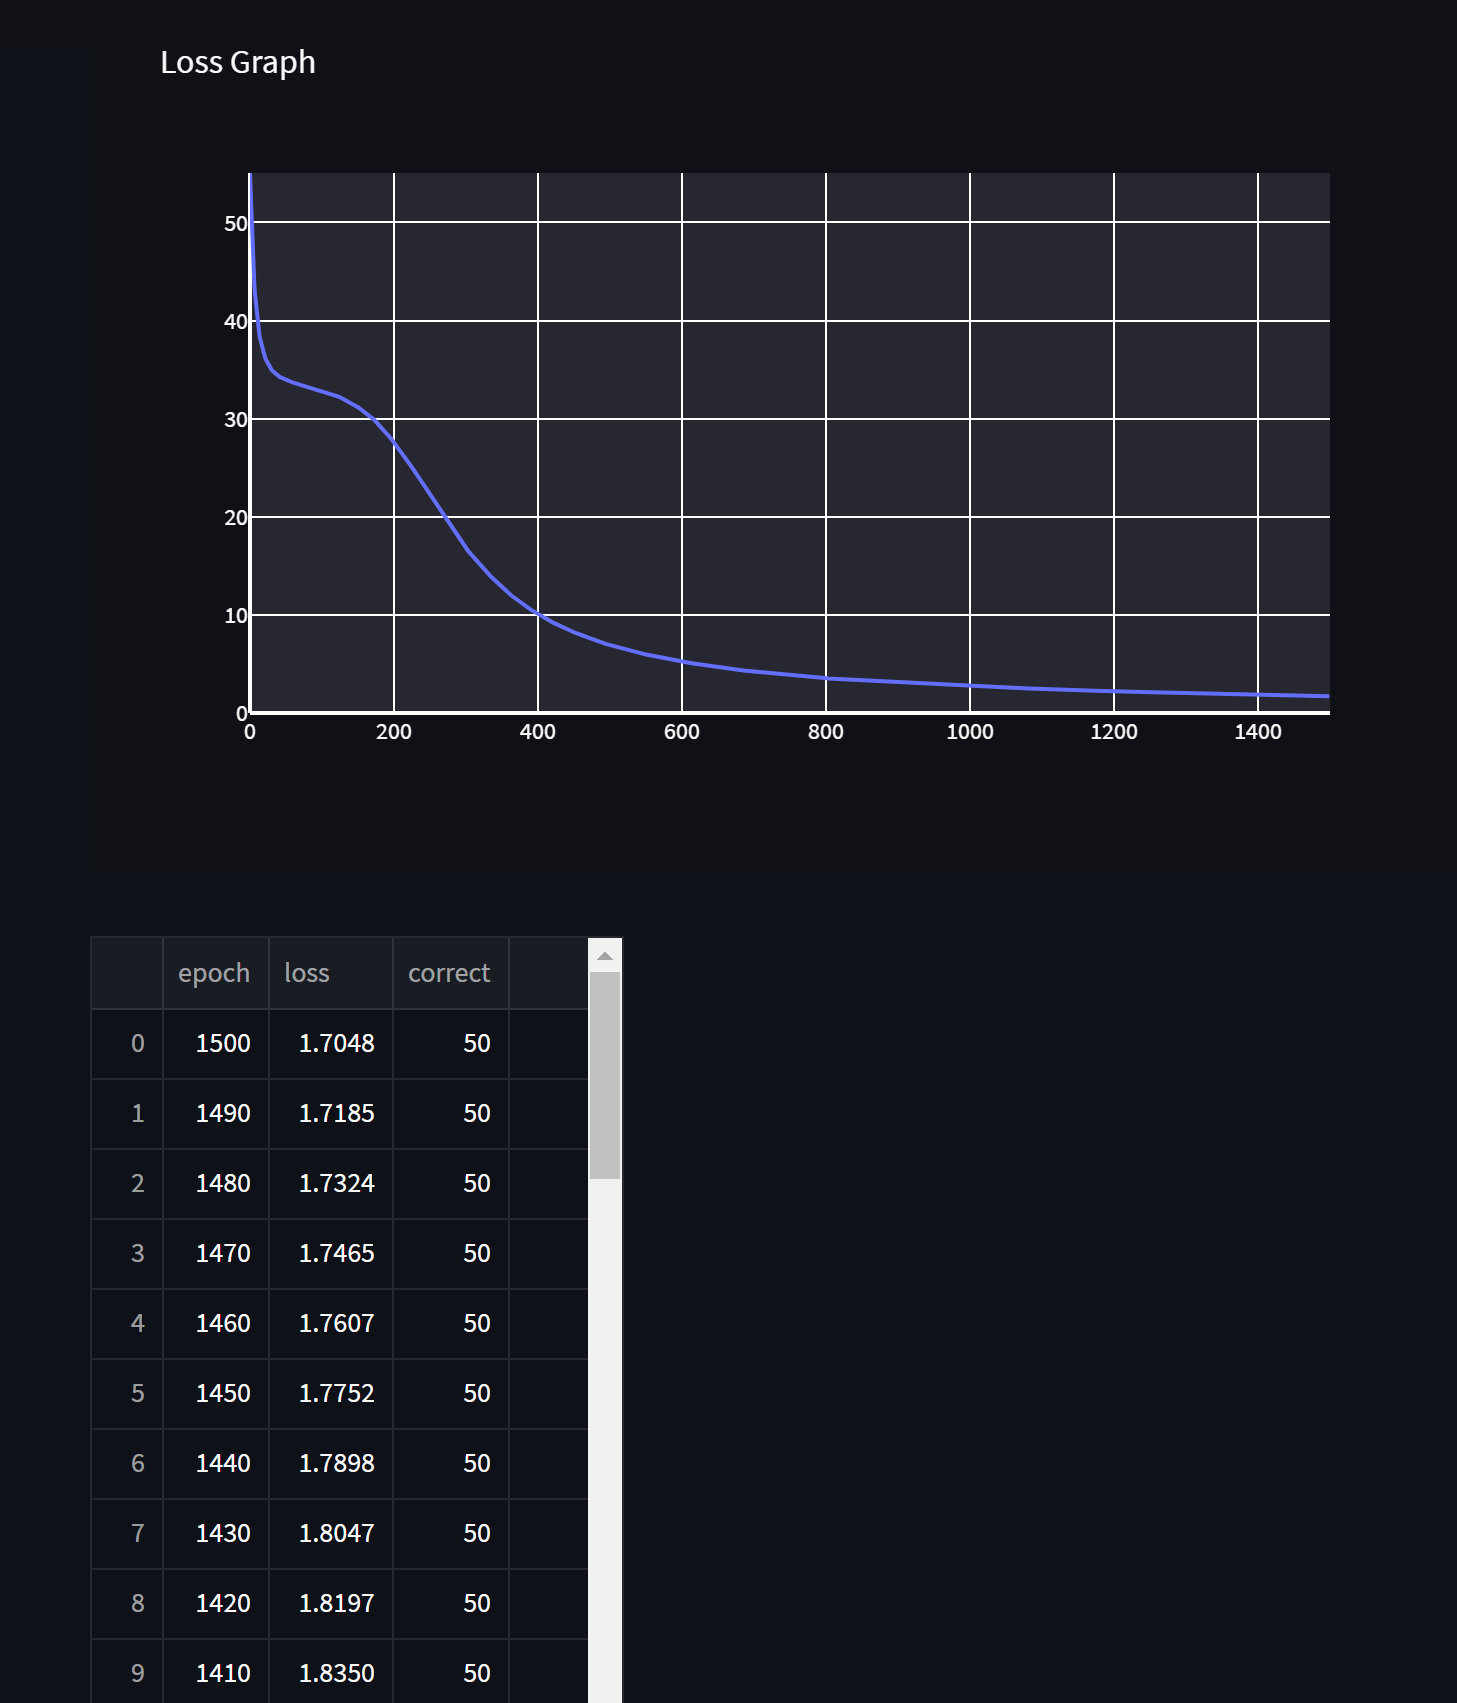 Loss Graph
50
40
30
20
10
0
0 200 400 600 800 1000 1200 1400
epoch loss correct
0 1500 1.7048 50
1 1490 1.7185 50
2 1480 1.7324 50
3 1470 1.7465 50
4 1460 1.7607 50
5 1450 1.7752 50
6 1440 1.7898 50
7 1430 1.8047 50
8 1420 1.8197 50
9 1410 1.8350 50